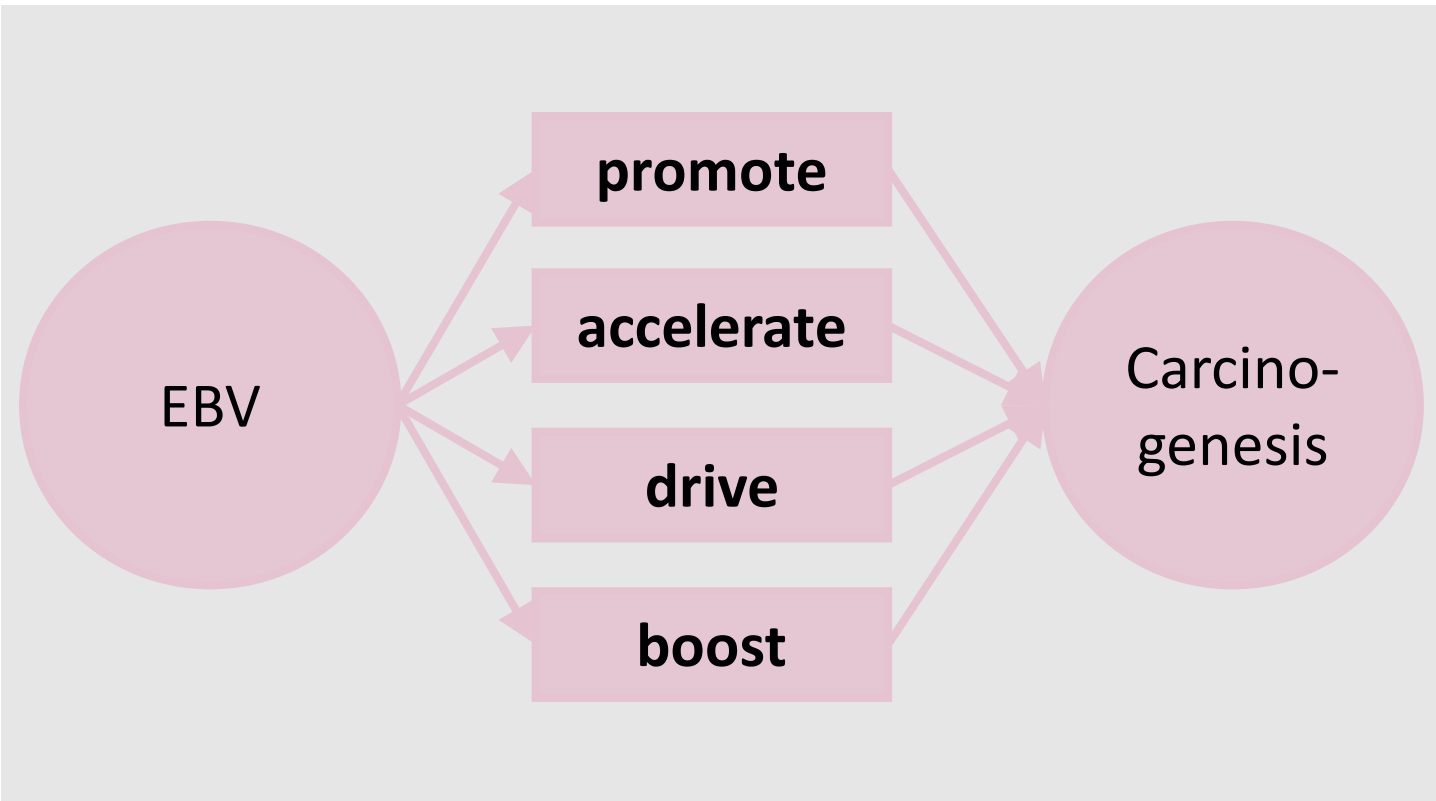 EBV
promote
accelerate
drive
boost
Carcino-
genesis